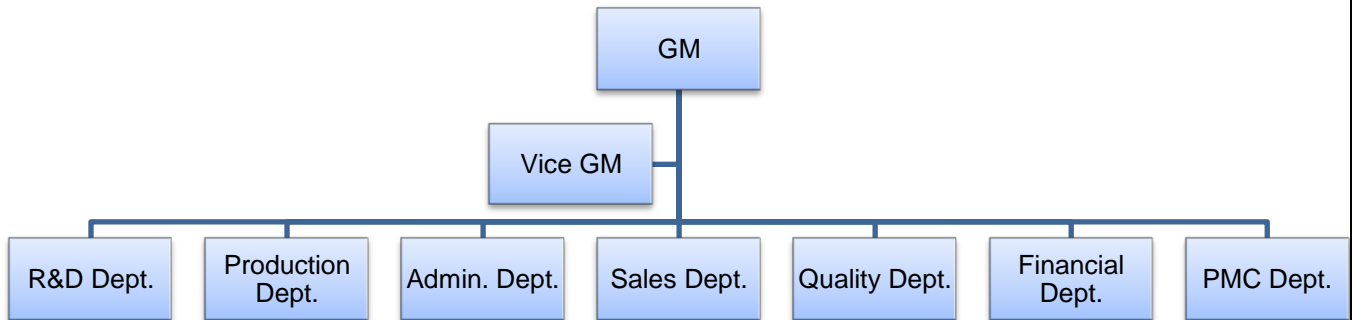 GM
Vice GM
R&D Dept.
Production
Dept.
Admin. Dept.
Sales Dept.
Quality Dept.
Financial
Dept.
PMC Dept.